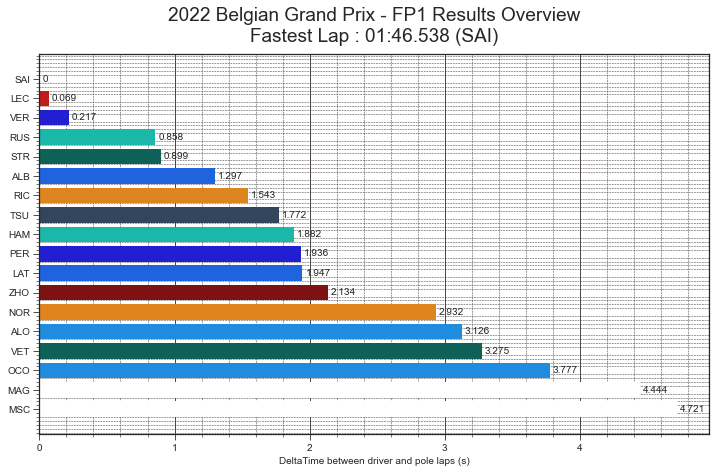 2022 Belgian Grand Prix - FP1 Results Overview
Fastest Lap : 01:46.538 (SAI)
SAI 0
LEC 0.069
VER 0.217
RUS 0.858
STR 0.899
ALB 1.297
RIC 1.543
TSU 1.772
HAM 1.882
PER 1.936
LAT 1.947
ZHO 2.134
NOR 2.932
ALO 3.126
VET 3.275
OCO 3.777
MAG 4.444
MSC 4.721
0 1 2 3 4
DeltaTime between driver and pole laps (s)